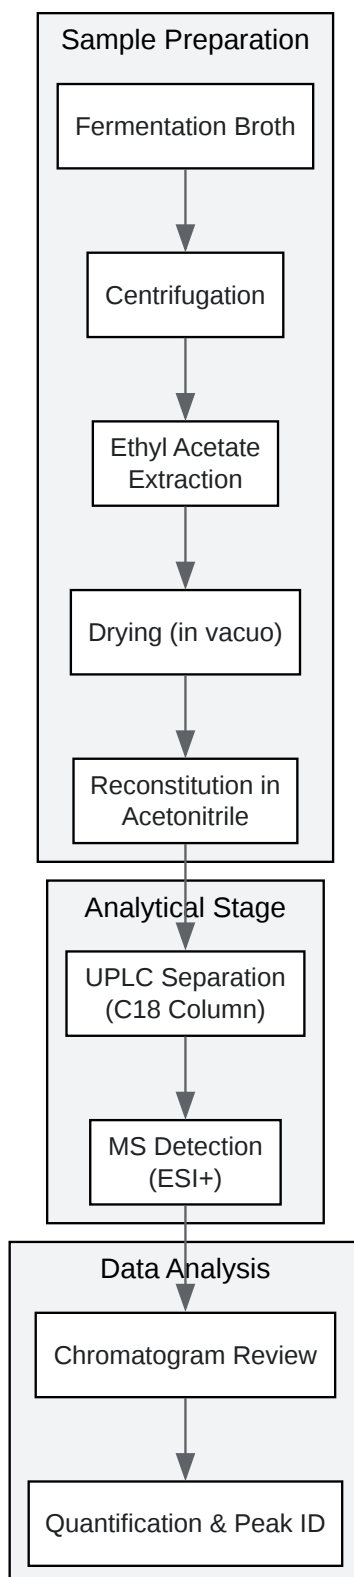 Sample Preparation
Fermentation Broth
Centrifugation
Ethyl Acetate
Extraction
Drying (in vacuo)
Reconstitution in
Acetonitrile
Analytical Stage
UPLC Separation
(C18 Column)
MS Detection
(ESI+)
Data Analysis
Chromatogram Review
Quantification & Peak ID